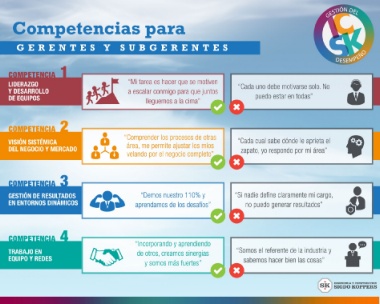 Competencias para
GERENTES Y SUBGERENTES
GESTIÓN DEL
ICSK
DESEMPEÑO
COMPETENCIA 1
LIDERAZGO
Y DESARROLLO
DE EQUIPOS
"Mi tarea es hacer que se motiven
a escalar conmigo para que juntos
lleguemos a la cima"
"Cada uno debe motivarse solo. No
puedo estar en todas"
COMPETENCIA 2
VISIÓN SISTÉMICA
DEL NEGOCIO Y MERCADO
"Comprender los procesos de otras
área, me permite ajustar los míos
velando por el negocio completo"
"Cada cual sabe dónde le aprieta el
zapato, yo respondo por mi área"
COMPETENCIA 3
GESTIÓN DE RESULTADOS
EN ENTORNOS DINÁMICOS
"Demos nuestro 110% y
aprendamos de los desafíos"
"Si nadie define claramente mi cargo,
no puedo generar resultados"
COMPETENCIA 4
TRABAJO EN
EQUIPO Y REDES
"Incorporando y aprendiendo
de otros, creamos sinergias
y somos más fuertes"
"Somos el referente de la industria y
sabemos hacer bien las cosas"
SK
INGENIERIA Y CONSTRUCCION
SIGDO KOPPERS